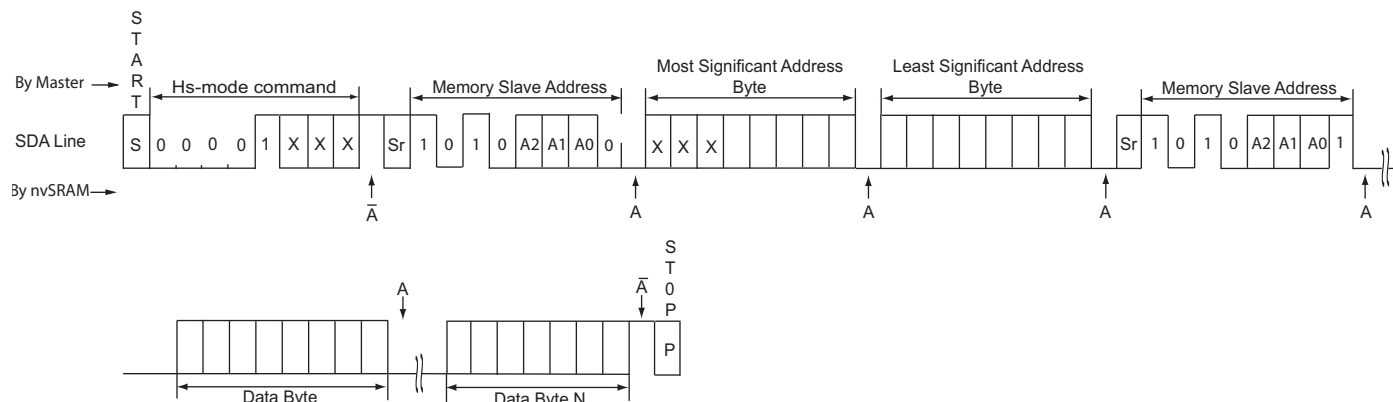 START
By Master
Hs-mode command
Memory Slave Address
Most Significant Address
Byte
Least Significant Address
Byte
Memory Slave Address
SDA Line
S 0 0 0 0 1 X X X Sr 1 0 1 0 A2 A1 A0 0 X X X Sr 1 0 1 0 A2 A1 A0 1
By nvSRAM
A̅
A
A
A
A
A
A̅
ST0P
P
Data Byte
Data Byte N